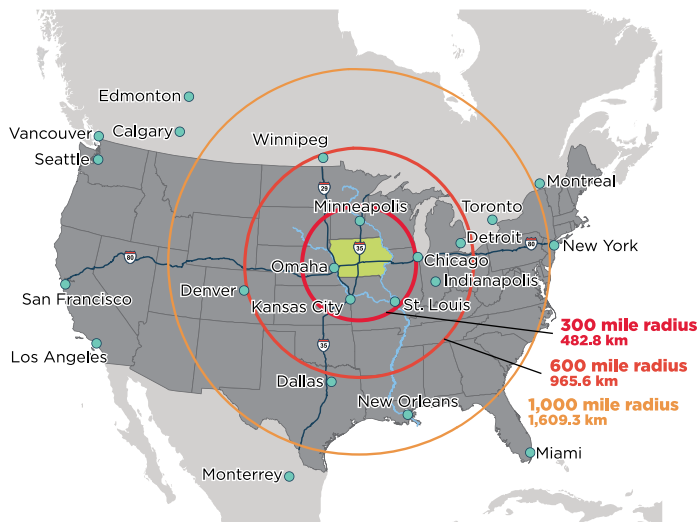 Edmonton
Vancouver
Calgary
Seattle
Winnipeg
29
Minneapolis
Montreal
Toronto
Detroit
80
New York
35
80
Omaha
Chicago
Indianapolis
Denver
San Francisco
Kansas City
St. Louis
300 mile radius
482.8 km
35
Los Angeles
600 mile radius
965.6 km
Dallas
New Orleans
1,000 mile radius
1,609.3 km
Miami
Monterrey